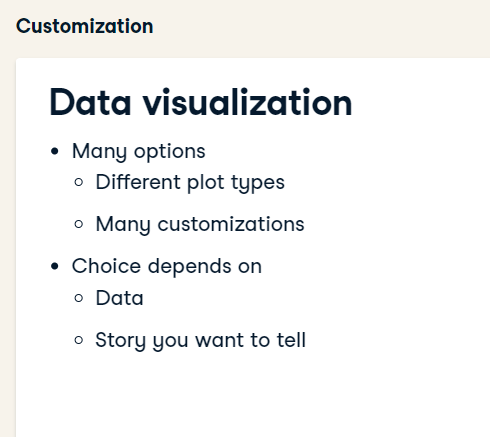 Customization
Data visualization
Many options
Different plot types
Many customizations
Choice depends on
Data
Story you want to tell